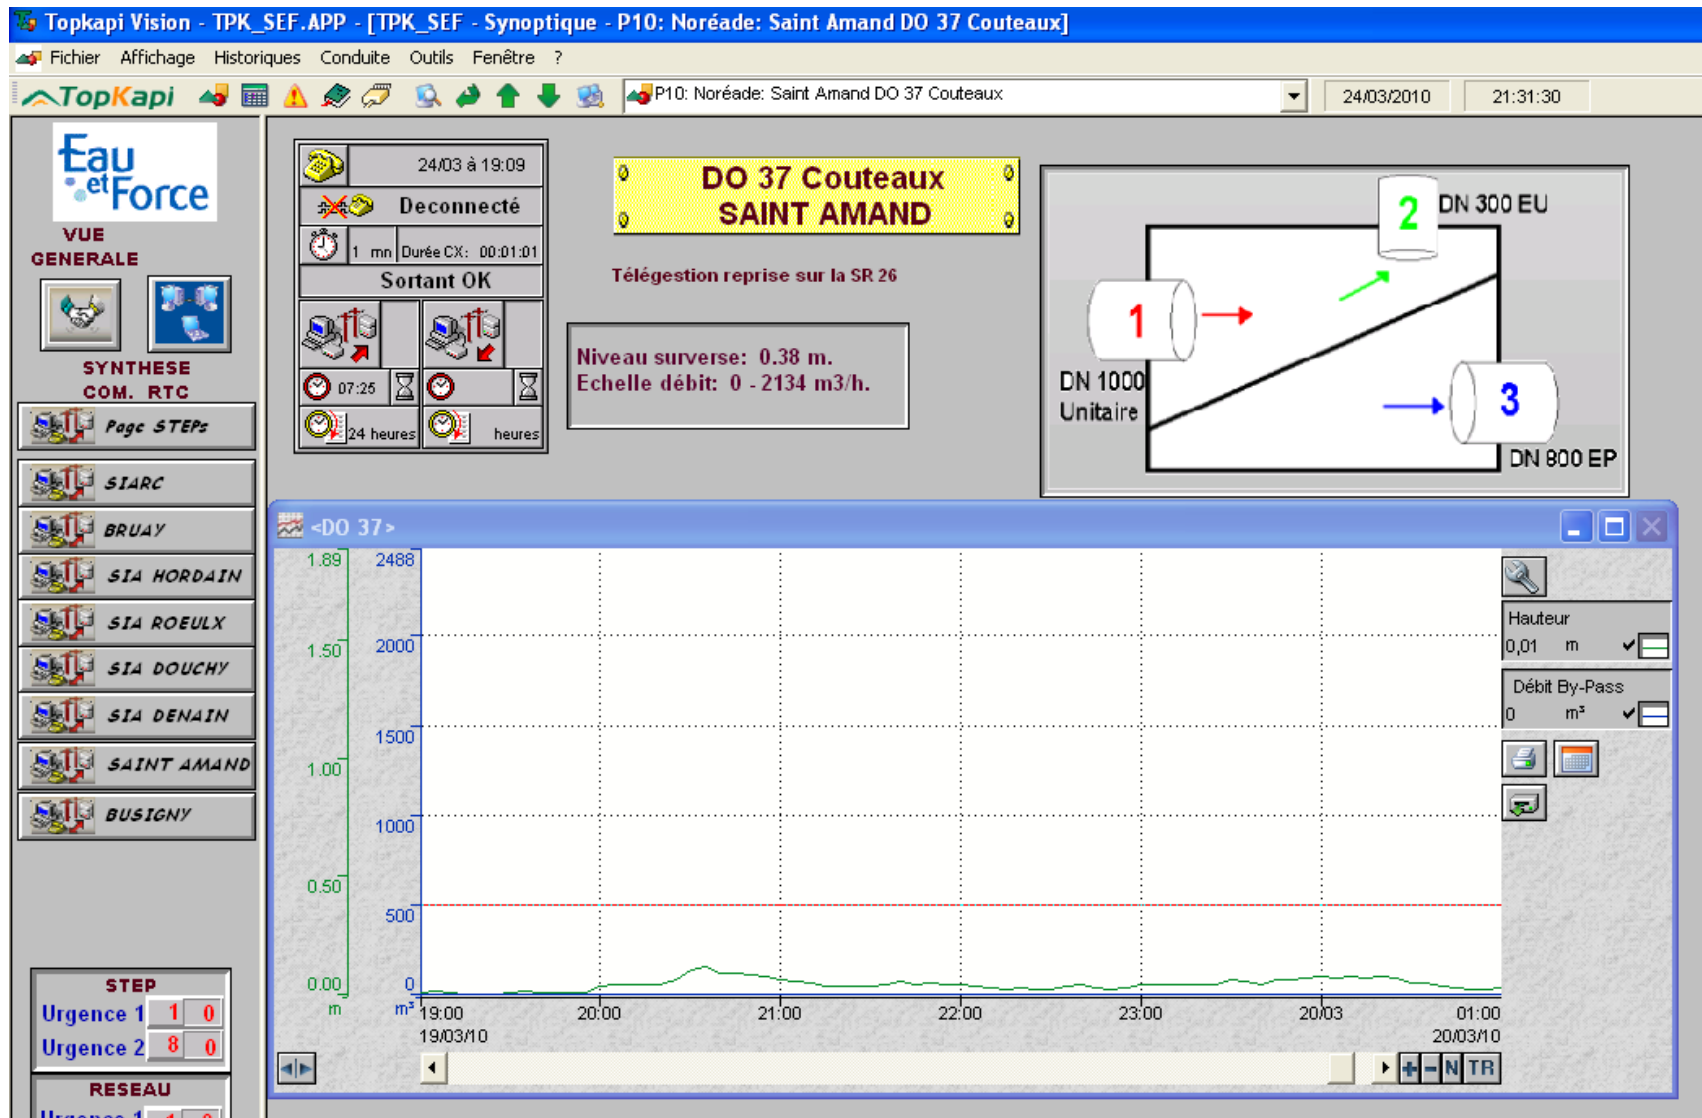 Topkapi Vision - TPK_SEF.APP - [TPK_SEF - Synoptique - P10: Noréade: Saint Amand DO 37 Couteaux]
Fichier Affichage Historiques Conduite Outils Fenêtre ?
TopKapi P10: Noréade: Saint Amand DO 37 Couteaux 24/03/2010 21:31:30
Eau
et Force
VUE
GENERALE
SYNTHESE
COM. RTC
Page STEPs
SIARC
BRUAY
SIA HORDAIN
SIA ROEULX
SIA DOUCHY
SIA DENAIN
SAINT AMAND
BUSIGNY
STEP
Urgence 1 1 0
Urgence 2 8 0
RESEAU
Urgence 1 1 0
24/03 à 19:09
Deconnecté
1 mn Durée CX: 00:01:01
Sortant OK
07:25
24 heures heures
DO 37 Couteaux
SAINT AMAND
Télégestion reprise sur la SR 26
Niveau surverse: 0.38 m.
Echelle débit: 0 - 2134 m3/h.
2 DN 300 EU
1
DN 1000
Unitaire
3
DN 800 EP
<DO 37>
1.89 2488
1.50 2000
1500
1.00
1000
0.50
500
0.00 0
m m³
19:00 20:00 21:00 22:00 23:00 20/03 01:00
19/03/10 20/03/10
Hauteur
0,01 m
Débit By-Pass
0 m³
+ - N TR